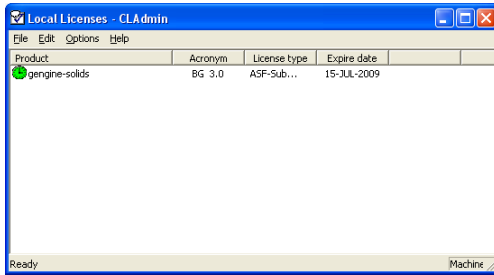 Local Licenses - CLAdmin
File Edit Options Help
Product Acronym License type Expire date
gengine-solids BG 3.0 ASF-Sub... 15-JUL-2009
Ready Machine